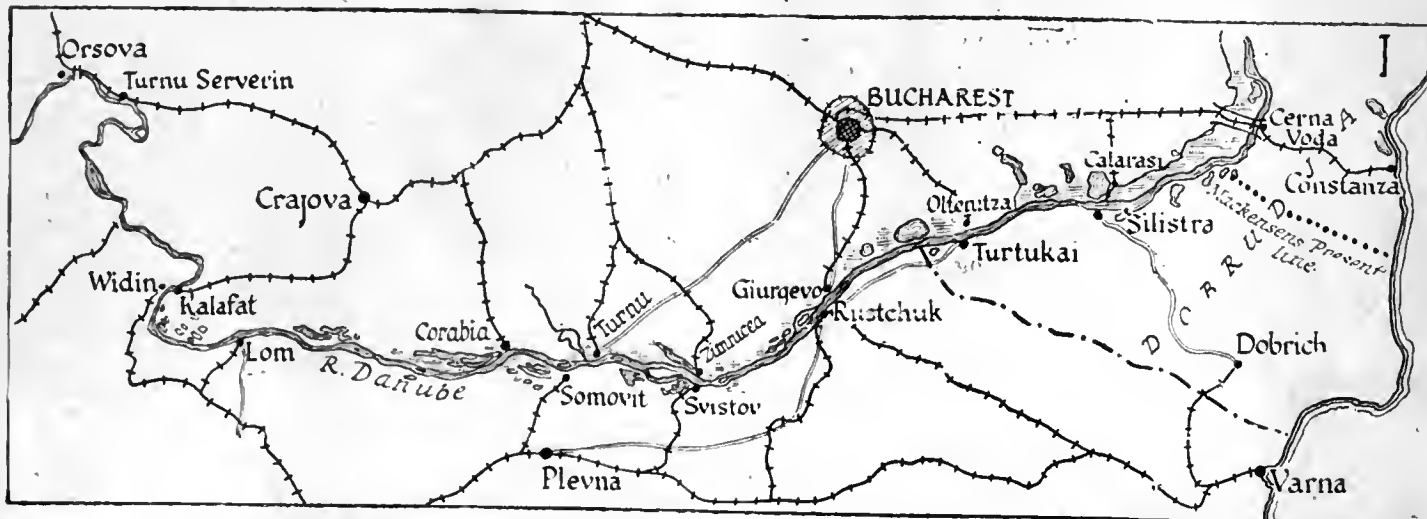 Orsova
Turnu Serverin
BUCHAREST
Cerna
Voda
Calarasi
Constanza
Crajova
Oltenitza
Silistra
Mackensens Present
line.
Turtukai
DOBRUDJA
Widin
Kalafat
Giurgevo
Rustchuk
Turnu
Corabia
Zimnicea
Lom
R. Danube
Dobrich
Somovit
Svistov
Plevna
Varna